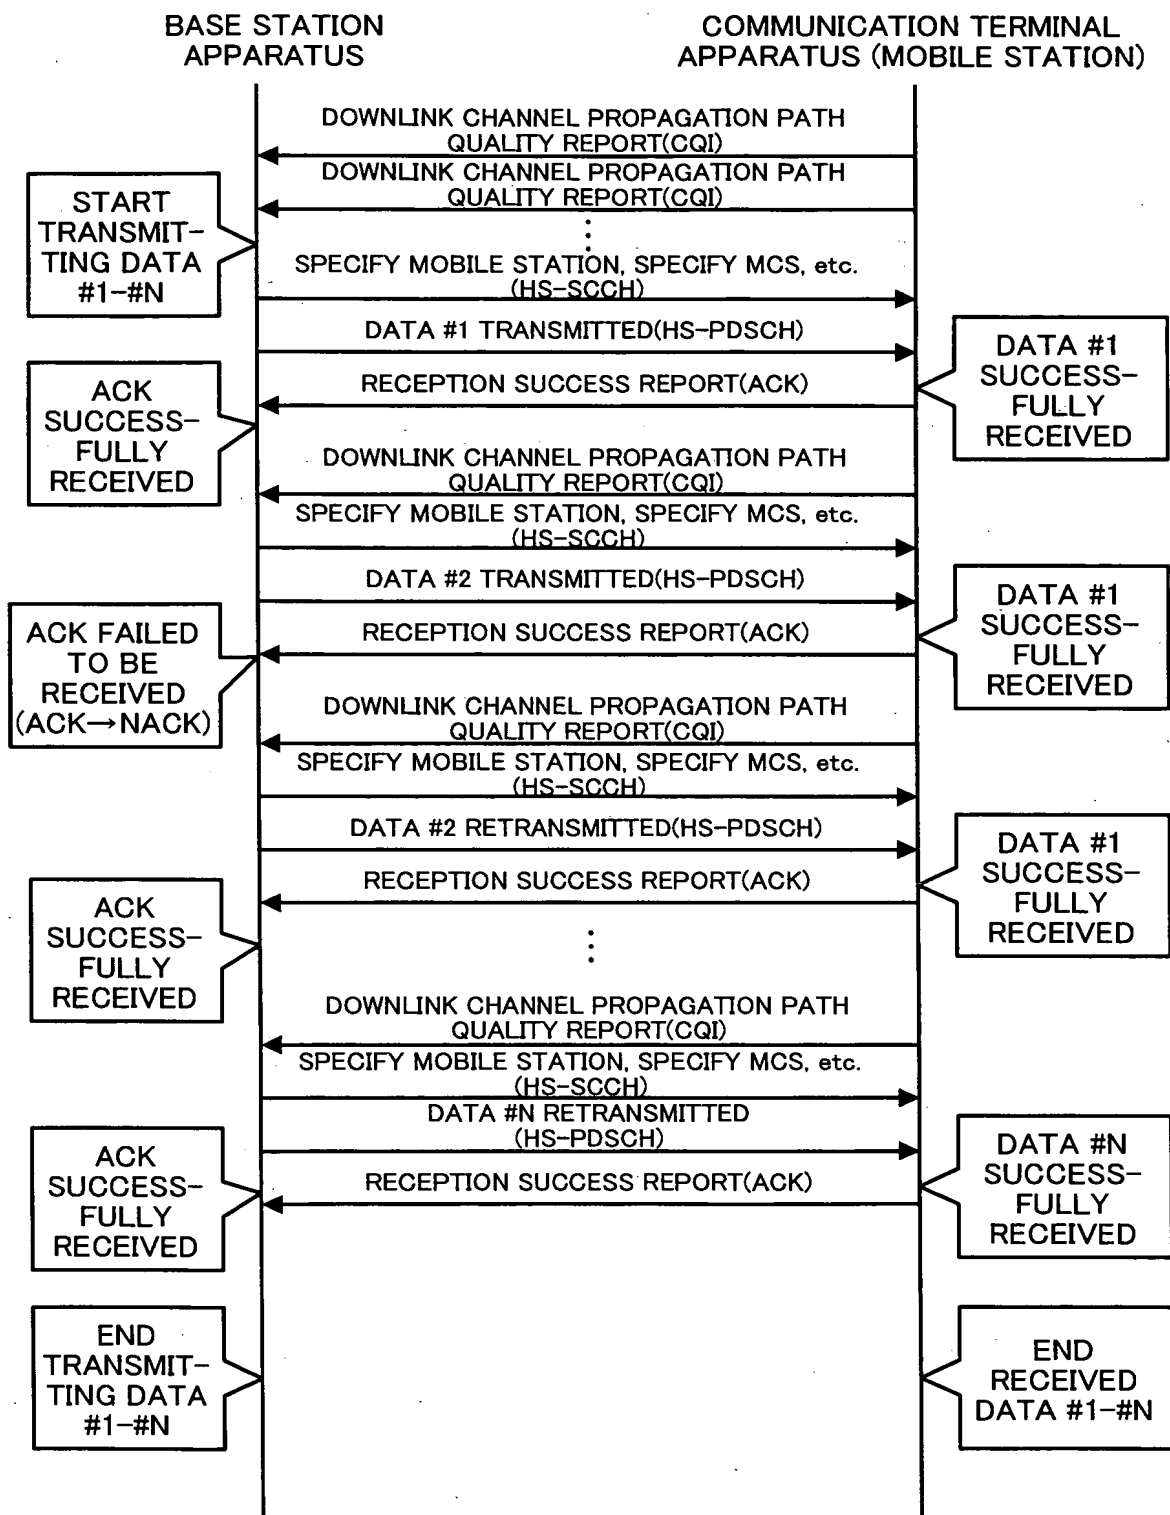 BASE STATION
APPARATUS
COMMUNICATION TERMINAL
APPARATUS (MOBILE STATION)
DOWNLINK CHANNEL PROPAGATION PATH
QUALITY REPORT(CQI)
DOWNLINK CHANNEL PROPAGATION PATH
QUALITY REPORT(CQI)
START
TRANSMIT-
TING DATA
#1-#N
SPECIFY MOBILE STATION, SPECIFY MCS, etc.
(HS-SCCH)
DATA #1 TRANSMITTED(HS-PDSCH)
DATA #1
SUCCESS-
FULLY
RECEIVED
RECEPTION SUCCESS REPORT(ACK)
ACK
SUCCESS-
FULLY
RECEIVED
DOWNLINK CHANNEL PROPAGATION PATH
QUALITY REPORT(CQI)
SPECIFY MOBILE STATION, SPECIFY MCS, etc.
(HS-SCCH)
DATA #2 TRANSMITTED(HS-PDSCH)
DATA #1
SUCCESS-
FULLY
RECEIVED
RECEPTION SUCCESS REPORT(ACK)
ACK FAILED
TO BE
RECEIVED
(ACK→NACK)
DOWNLINK CHANNEL PROPAGATION PATH
QUALITY REPORT(CQI)
SPECIFY MOBILE STATION, SPECIFY MCS, etc.
(HS-SCCH)
DATA #2 RETRANSMITTED(HS-PDSCH)
DATA #1
SUCCESS-
FULLY
RECEIVED
RECEPTION SUCCESS REPORT(ACK)
ACK
SUCCESS-
FULLY
RECEIVED
DOWNLINK CHANNEL PROPAGATION PATH
QUALITY REPORT(CQI)
SPECIFY MOBILE STATION, SPECIFY MCS, etc.
(HS-SCCH)
DATA #N RETRANSMITTED
(HS-PDSCH)
DATA #N
SUCCESS-
FULLY
RECEIVED
RECEPTION SUCCESS REPORT(ACK)
ACK
SUCCESS-
FULLY
RECEIVED
END
TRANSMIT-
TING DATA
#1-#N
END
RECEIVED
DATA #1-#N